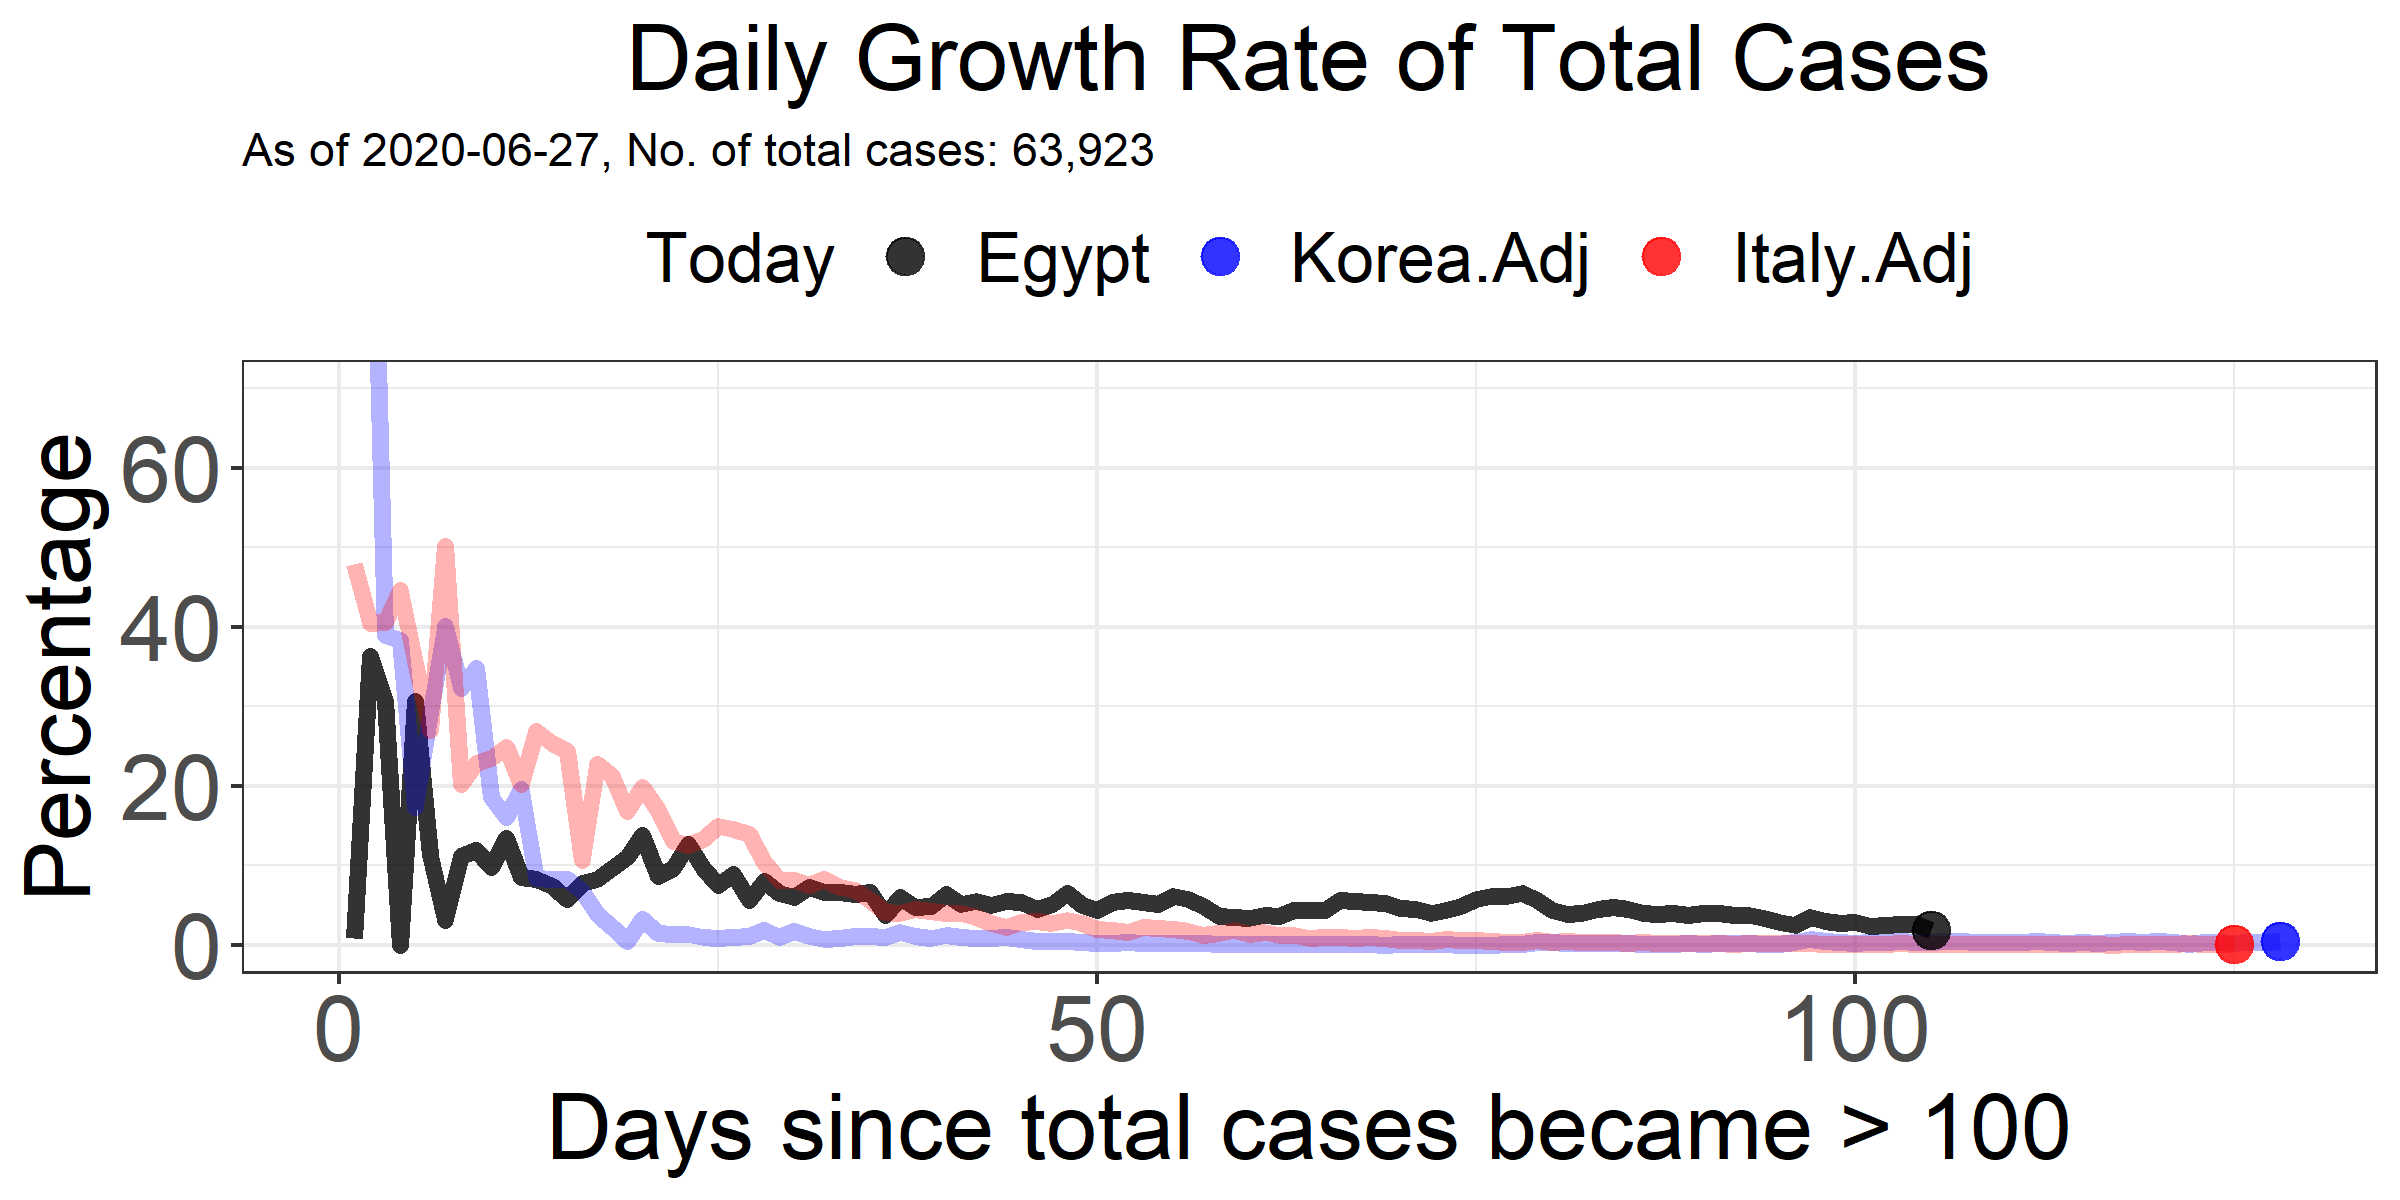 Daily Growth Rate of Total Cases
As of 2020-06-27, No. of total cases: 63,923
Today Egypt Korea.Adj Italy.Adj
Percentage
60
40
20
0
0 50 100
Days since total cases became > 100